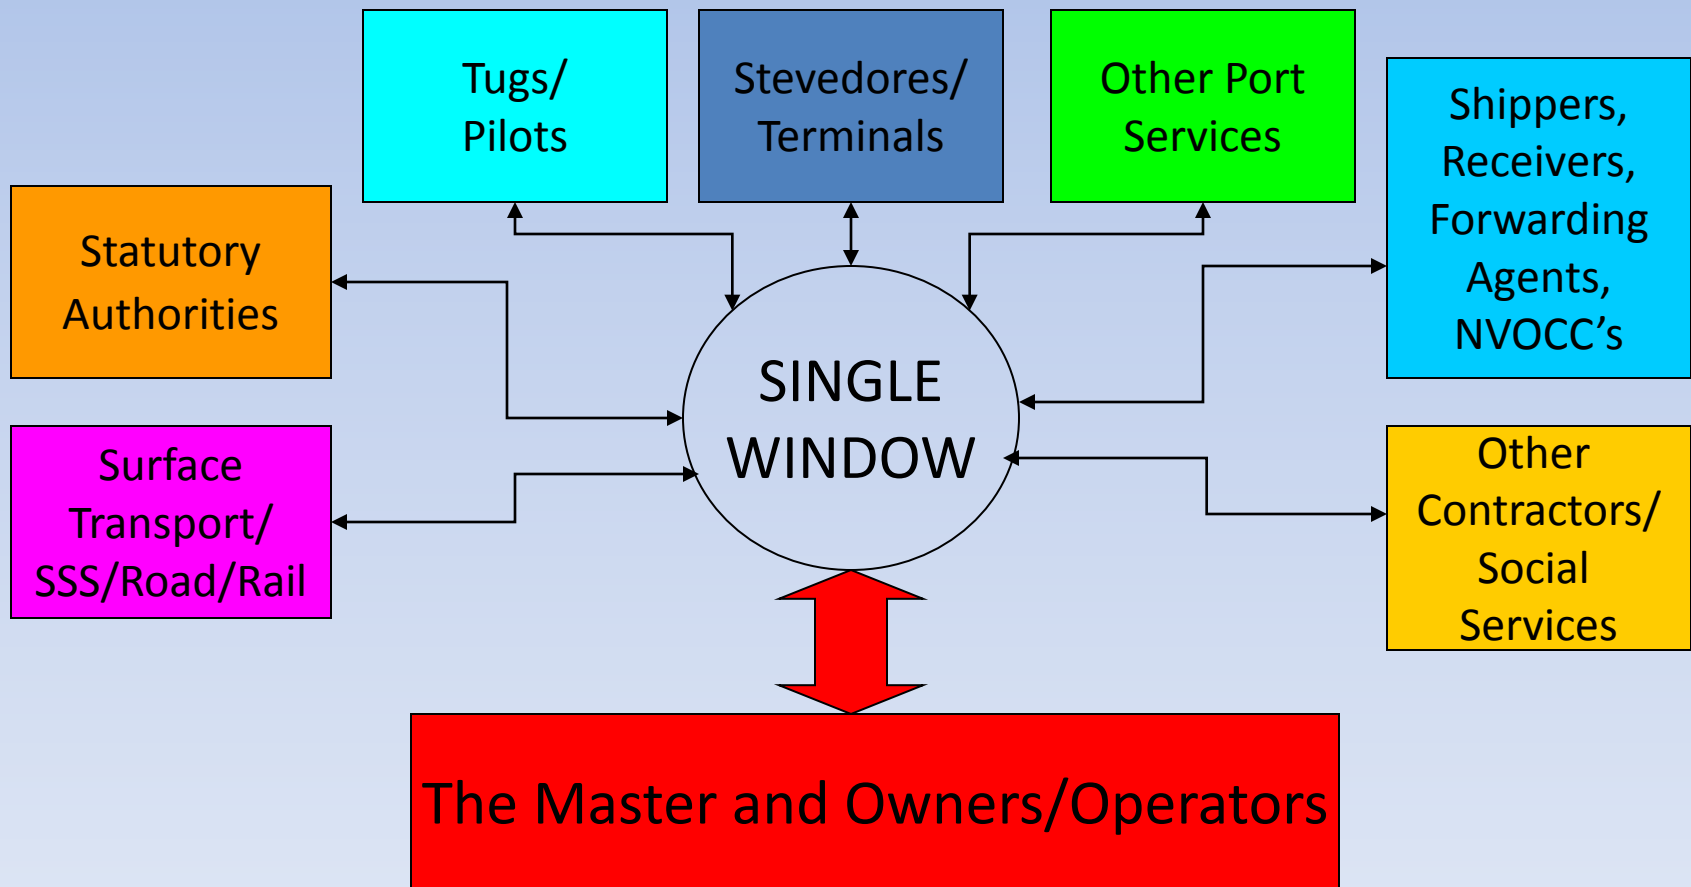 Tugs/
Pilots
Stevedores/
Terminals
Other Port
Services
Shippers,
Receivers,
Forwarding
Agents,
NVOCC’s
Statutory
Authorities
SINGLE
WINDOW
Surface
Transport/
SSS/Road/Rail
Other
Contractors/
Social
Services
The Master and Owners/Operators